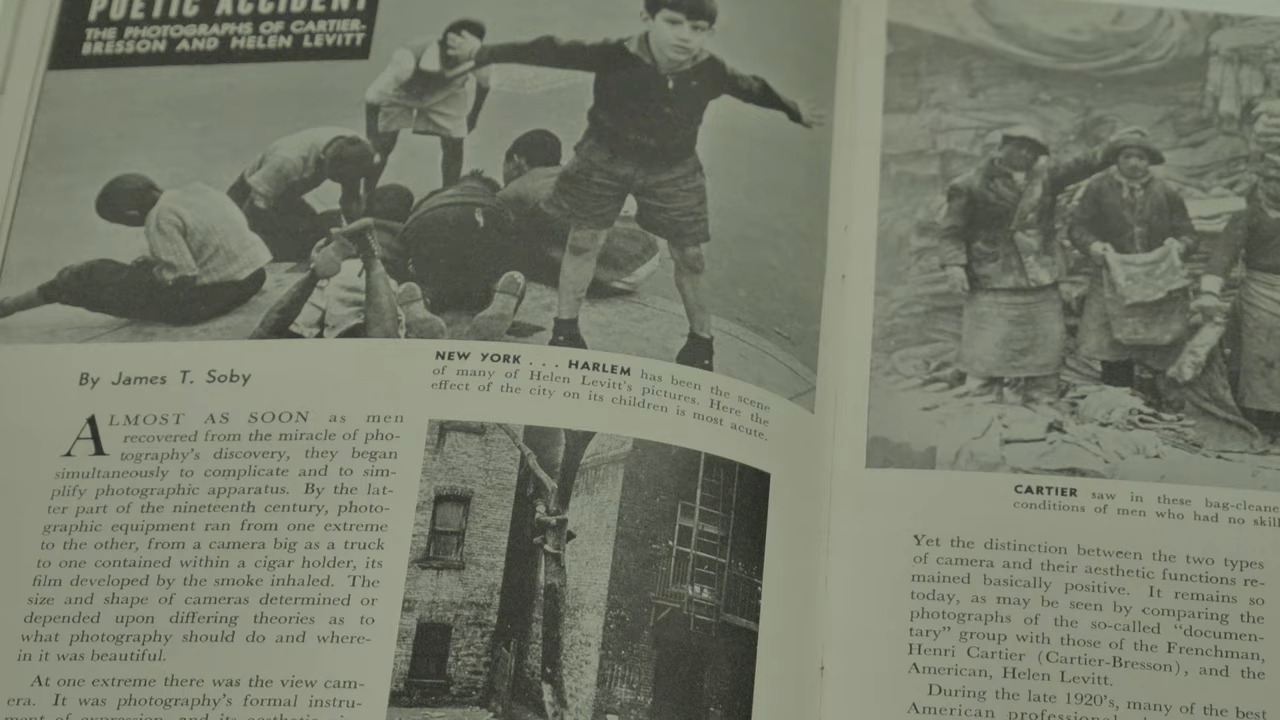 POETIC ACCIDENT
THE PHOTOGRAPHS OF CARTIER-
BRESSON AND HELEN LEVITT
By James T. Soby
NEW YORK . . . HARLEM has been the scene
of many of Helen Levitt's pictures. Here the
effect of the city on its children is most acute.
ALMOST AS SOON as men
recovered from the miracle of pho-
tography's discovery, they began
simultaneously to complicate and to sim-
plify photographic apparatus. By the lat-
ter part of the nineteenth century, photo-
graphic equipment ran from one extreme
to the other, from a camera big as a truck
to one contained within a cigar holder, its
film developed by the smoke inhaled. The
size and shape of cameras determined or
depended upon differing theories as to
what photography should do and where-
in it was beautiful.
At one extreme there was the view cam-
era. It was photography's formal instru-
ment of expression, and its aesthetic
CARTIER saw in these bag-cleane
conditions of men who had no skil
Yet the distinction between the two types
of camera and their aesthetic functions re-
mained basically positive. It remains so
today, as may be seen by comparing the
photographs of the so-called "documen-
tary" group with those of the Frenchman,
Henri Cartier (Cartier-Bresson), and the
American, Helen Levitt.
During the late 1920's, many of the best
American professional